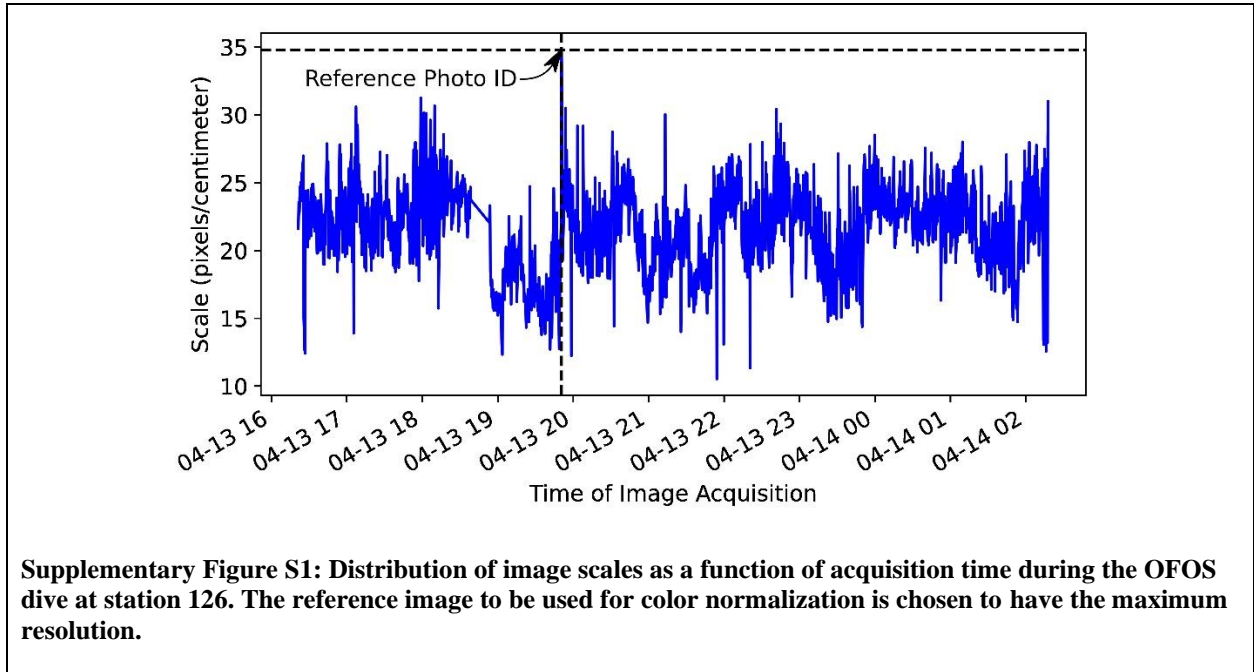 35
30
25
20
15
10
Scale (pixels/centimeter)
Reference Photo ID
04-13 16
04-13 17
04-13 18
04-13 19
04-13 20
04-13 21
04-13 22
04-13 23
04-14 00
04-14 01
04-14 02
Time of Image Acquisition
Supplementary Figure S1: Distribution of image scales as a function of acquisition time during the OFOS
dive at station 126. The reference image to be used for color normalization is chosen to have the maximum
resolution.